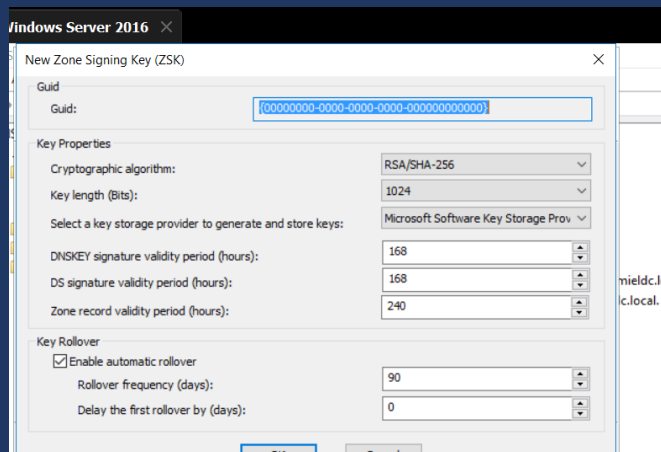 Windows Server 2016
New Zone Signing Key (ZSK)
Guid
Guid: {00000000-0000-0000-0000-000000000000}
Key Properties
Cryptographic algorithm: RSA/SHA-256
Key length (Bits): 1024
Select a key storage provider to generate and store keys: Microsoft Software Key Storage Prov
DNSKEY signature validity period (hours): 168
DS signature validity period (hours): 168
mieldc.l
Zone record validity period (hours): 240
lc.local.
Key Rollover
Enable automatic rollover
Rollover frequency (days): 90
Delay the first rollover by (days): 0